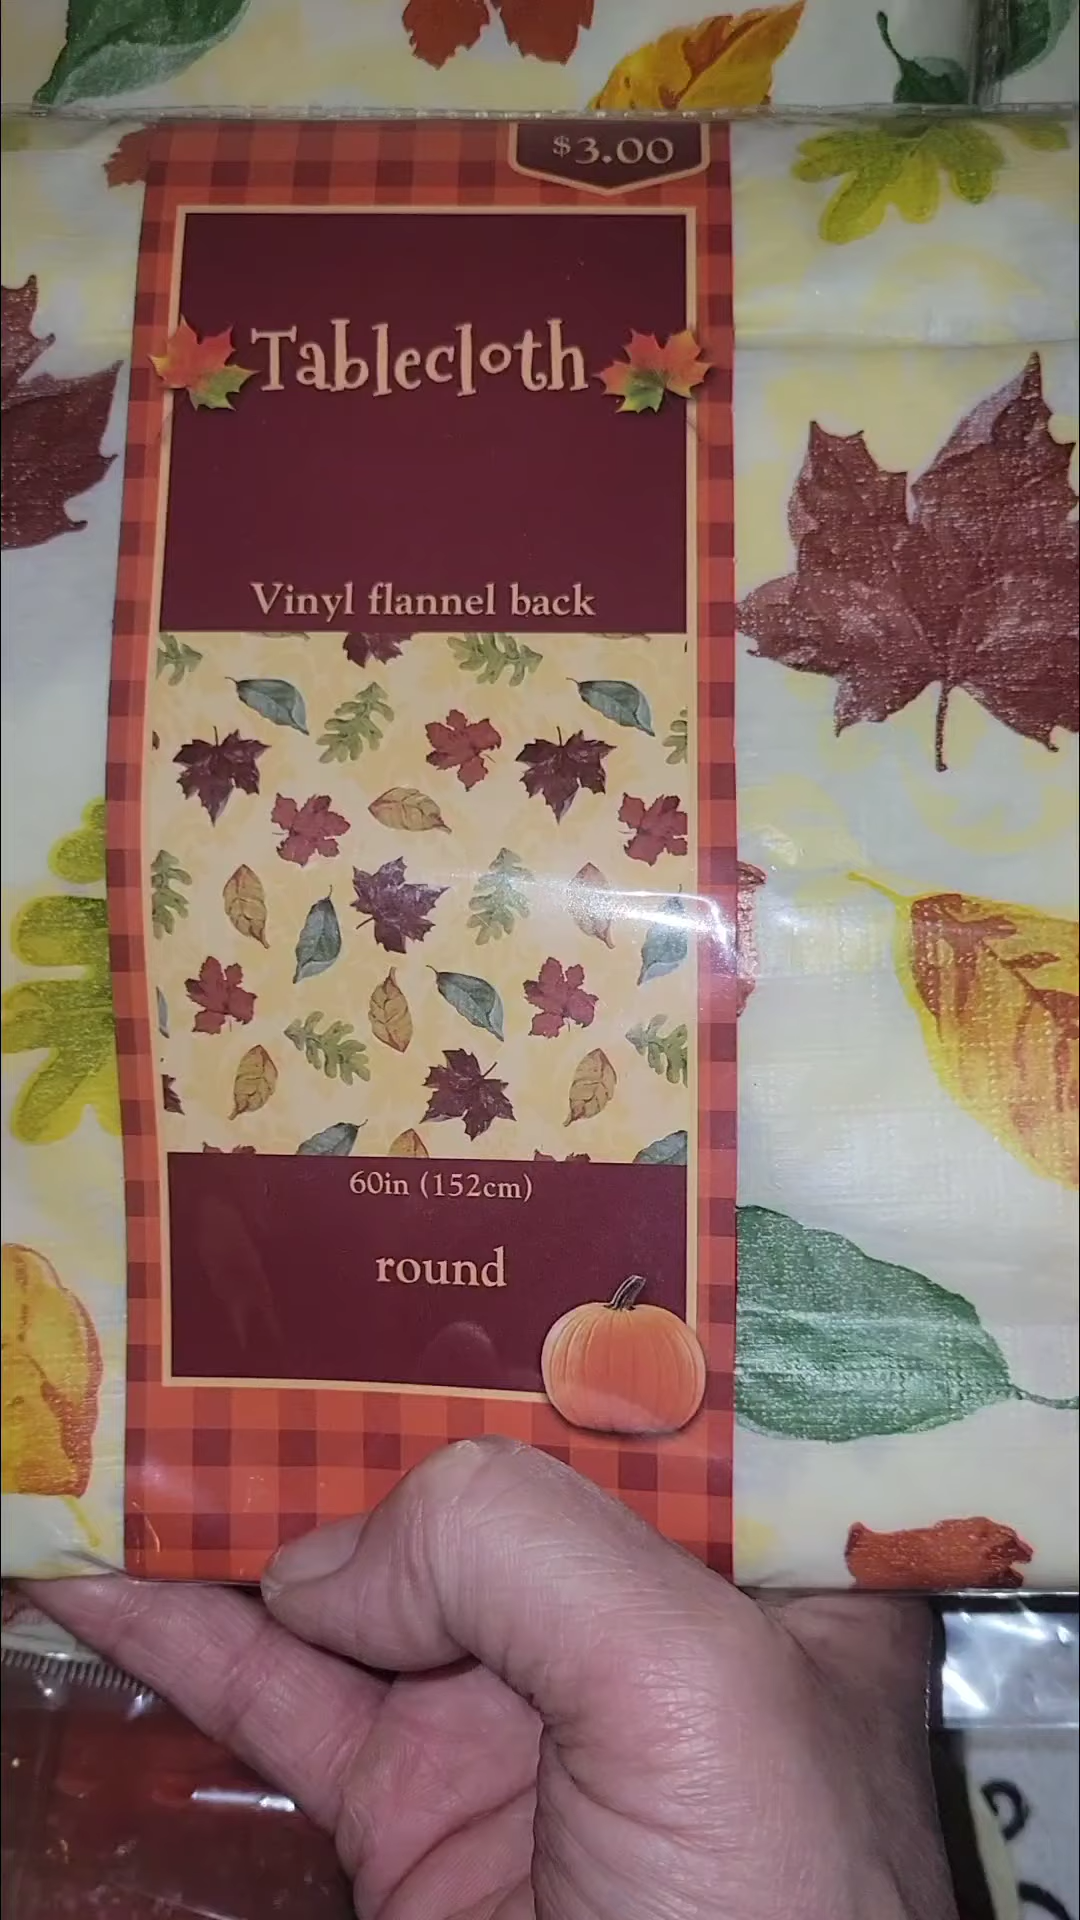 $3.00
Tablecloth
Vinyl flannel back
60in (152cm)
round